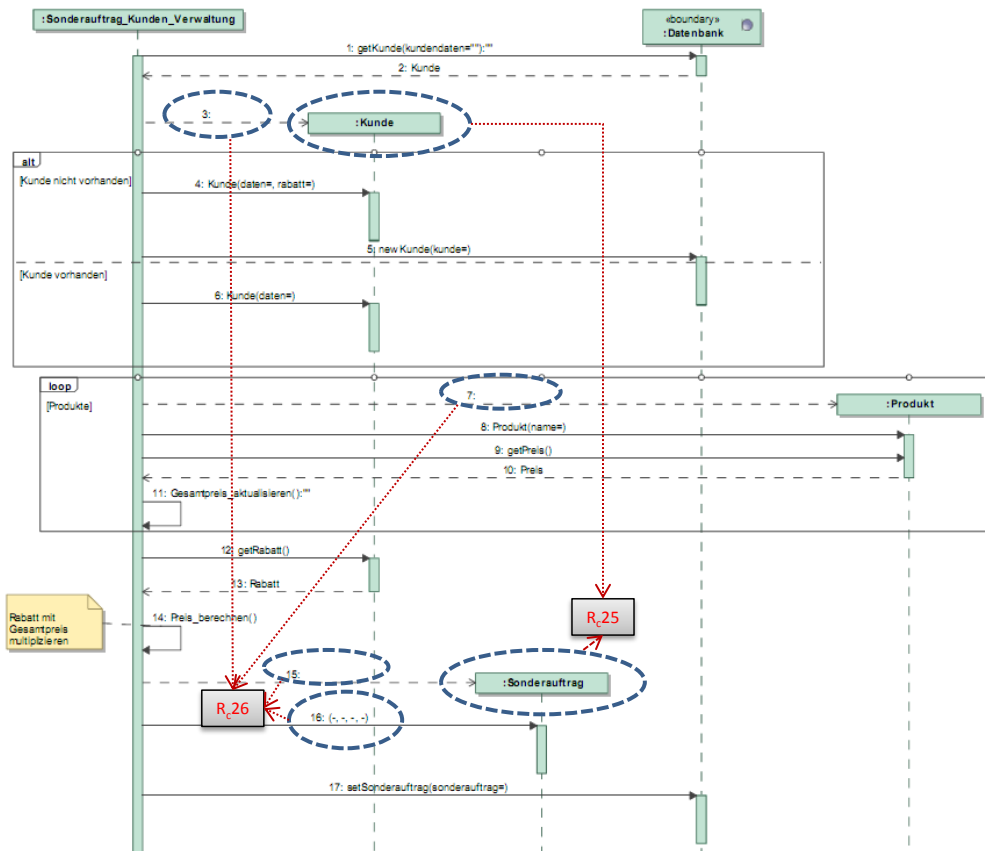 :Sonderauftrag_Kunden_Verwaltung
«boundary»
:Datenbank
1: getKunde(kundendaten=""):""
2: Kunde
3:
:Kunde
alt
[Kunde nicht vorhanden]
4: Kunde(daten=, rabatt=)
5: new Kunde(kunde=)
[Kunde vorhanden]
6: Kunde(daten=)
loop
[Produkte]
7:
:Produkt
8: Produkt(name=)
9: getPreis()
10: Preis
11: Gesamtpreis_aktualisieren():""
12: getRabatt()
13: Rabatt
Rabatt mit
Gesamtpreis
multiplizieren
14: Preis_berechnen()
Rc25
15:
:Sonderauftrag
Rc26
16: (-, -, -, -)
17: setSonderauftrag(sonderauftrag=)